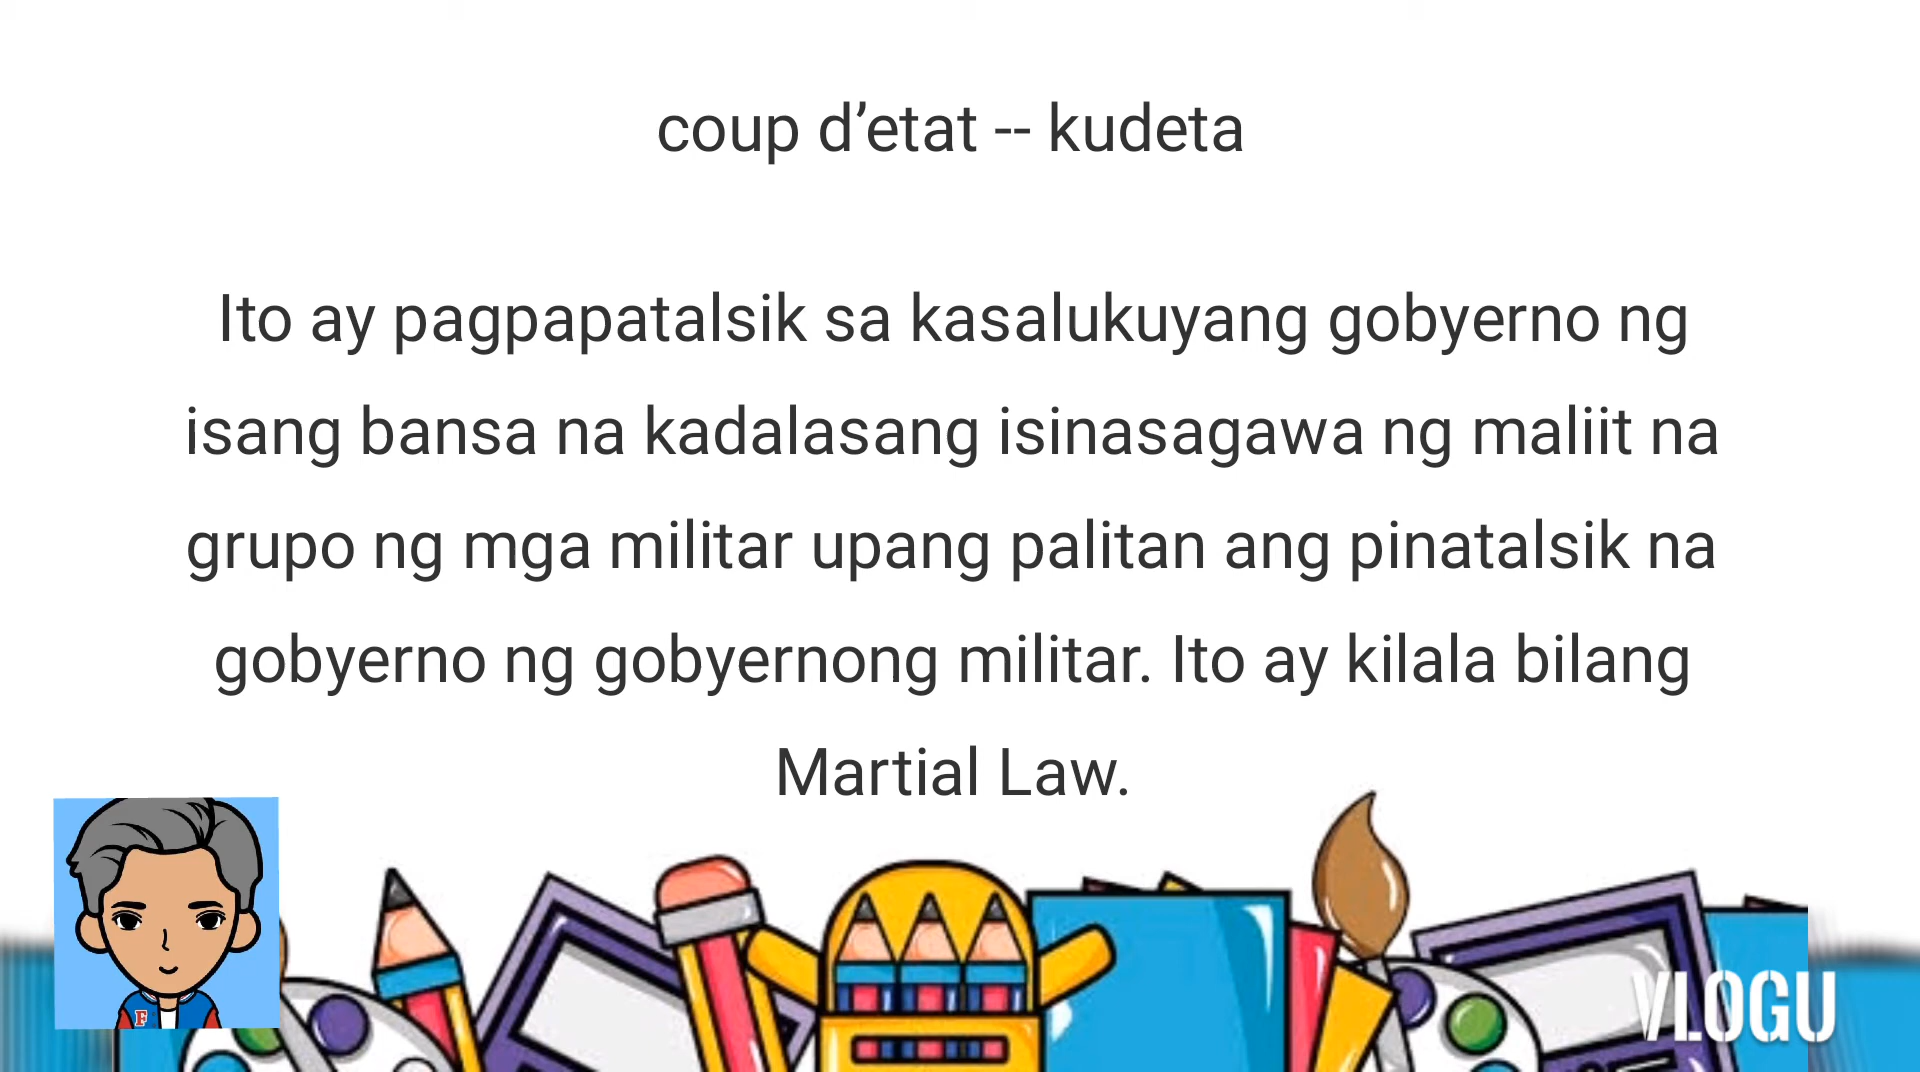 coup d’etat -- kudeta
Ito ay pagpapatalsik sa kasalukuyang gobyerno ng
isang bansa na kadalasang isinasagawa ng maliit na
grupo ng mga militar upang palitan ang pinatalsik na
gobyerno ng gobyernong militar. Ito ay kilala bilang
Martial Law.
F
VLOGU